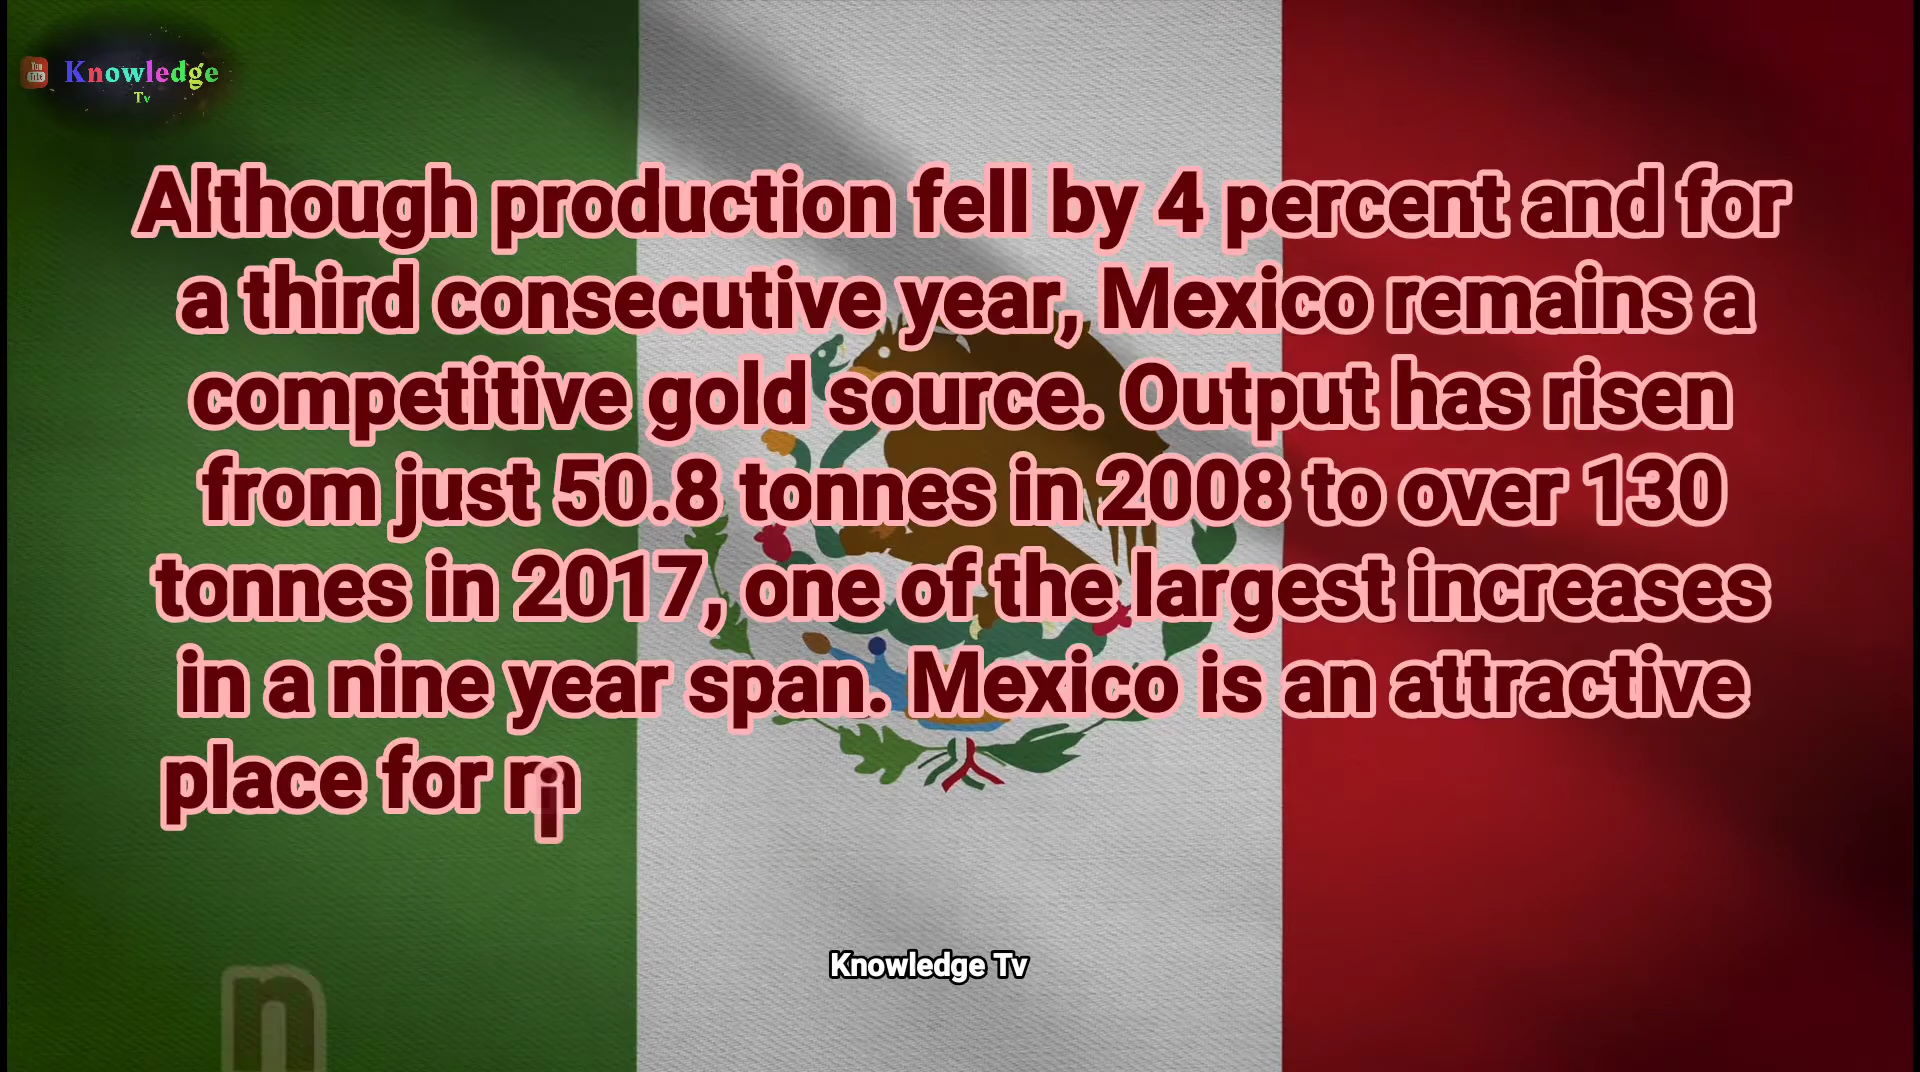 Knowledge
Tv
Although production fell by 4 percent and for
a third consecutive year, Mexico remains a
competitive gold source. Output has risen
from just 50.8 tonnes in 2008 to over 130
tonnes in 2017, one of the largest increases
in a nine year span. Mexico is an attractive
place for
Knowledge Tv